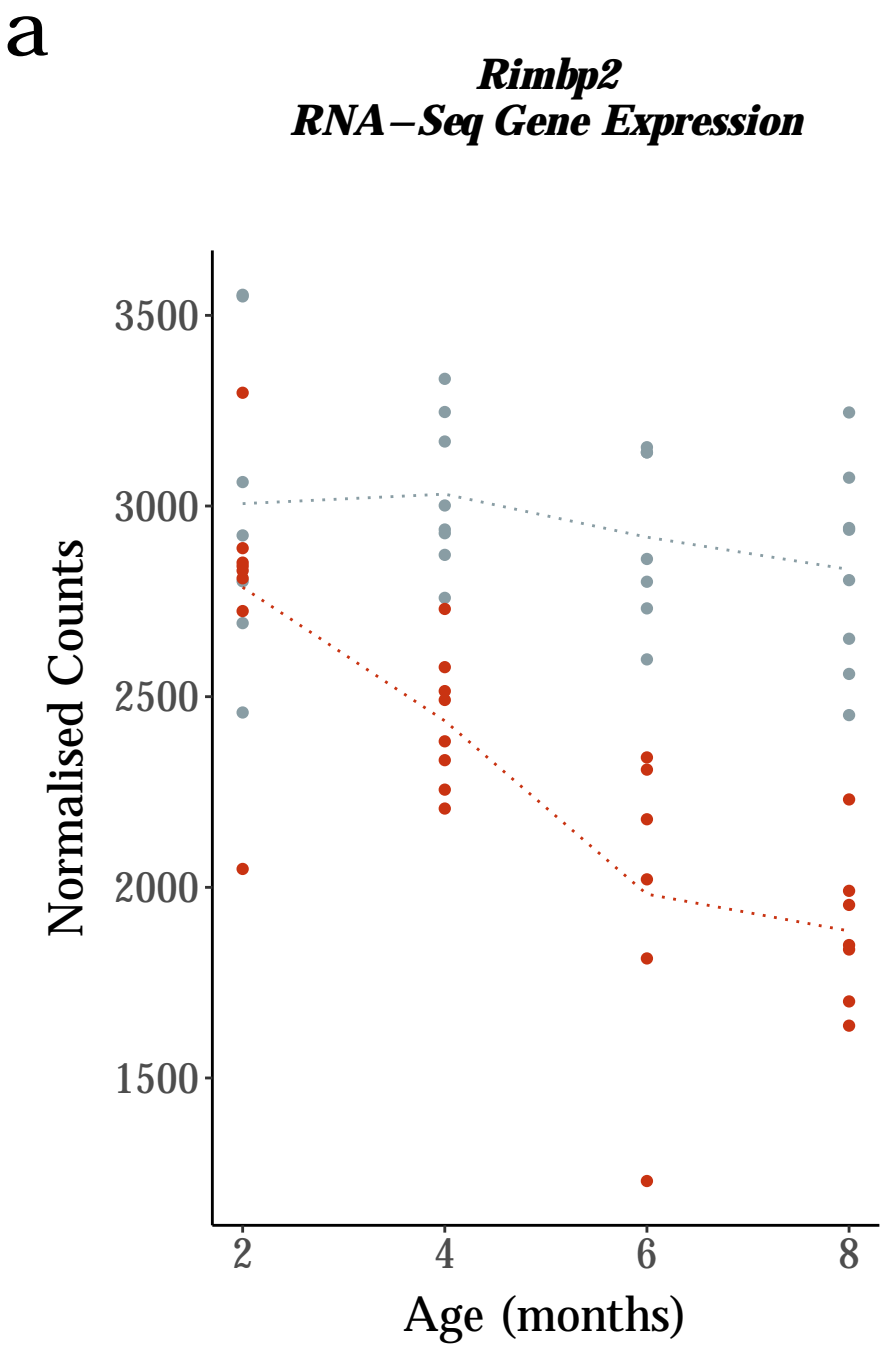 a
Rimbp2
RNA–Seq Gene Expression
Normalised Counts
3500
3000
2500
2000
1500
2 4 6 8
Age (months)